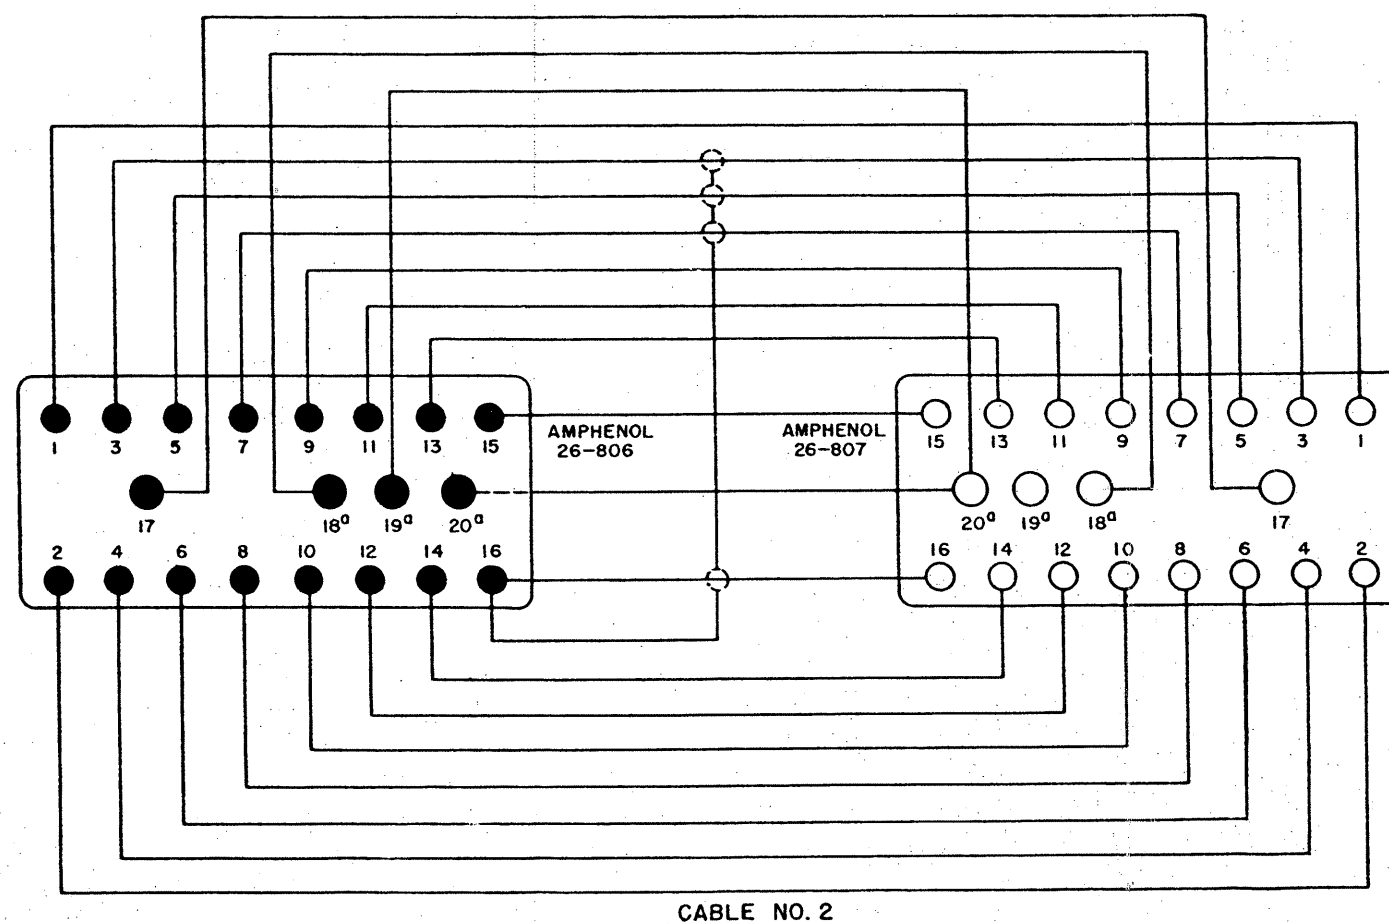 1 3 5 7 9 11 13 15
AMPHENOL
26-806
AMPHENOL
26-807
15 13 11 9 7 5 3 1
17 18a 19a 20a
20a 19a 18a 17
2 4 6 8 10 12 14 16
16 14 12 10 8 6 4 2
CABLE NO. 2